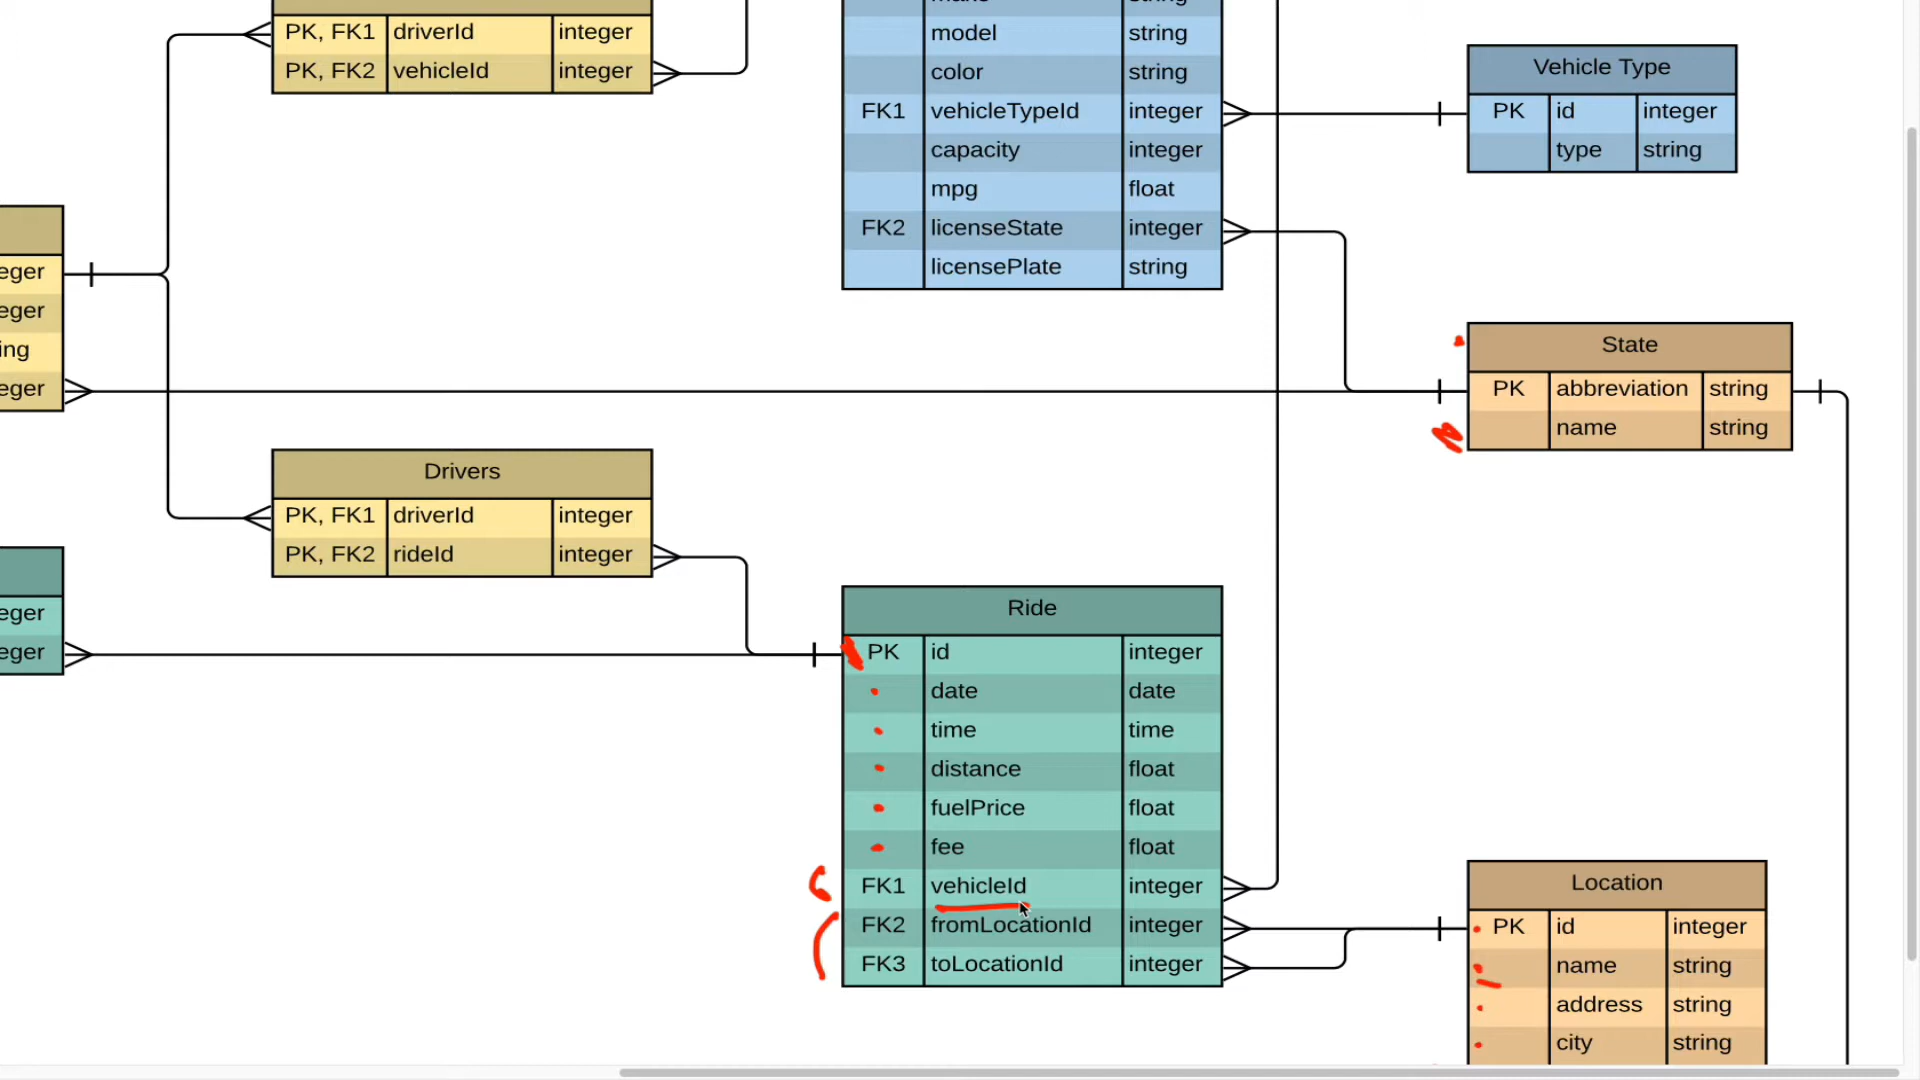 PK, FK1 driverId integer
PK, FK2 vehicleId integer
model string
color string
FK1 vehicleTypeId integer
capacity integer
mpg float
FK2 licenseState integer
licensePlate string
Vehicle Type
PK id integer
type string
eger
eger
ing
eger
State
PK abbreviation string
name string
Drivers
PK, FK1 driverId integer
PK, FK2 rideId integer
eger
eger
Ride
PK id integer
date date
time time
distance float
fuelPrice float
fee float
FK1 vehicleId integer
FK2 fromLocationId integer
FK3 toLocationId integer
Location
PK id integer
name string
address string
city string